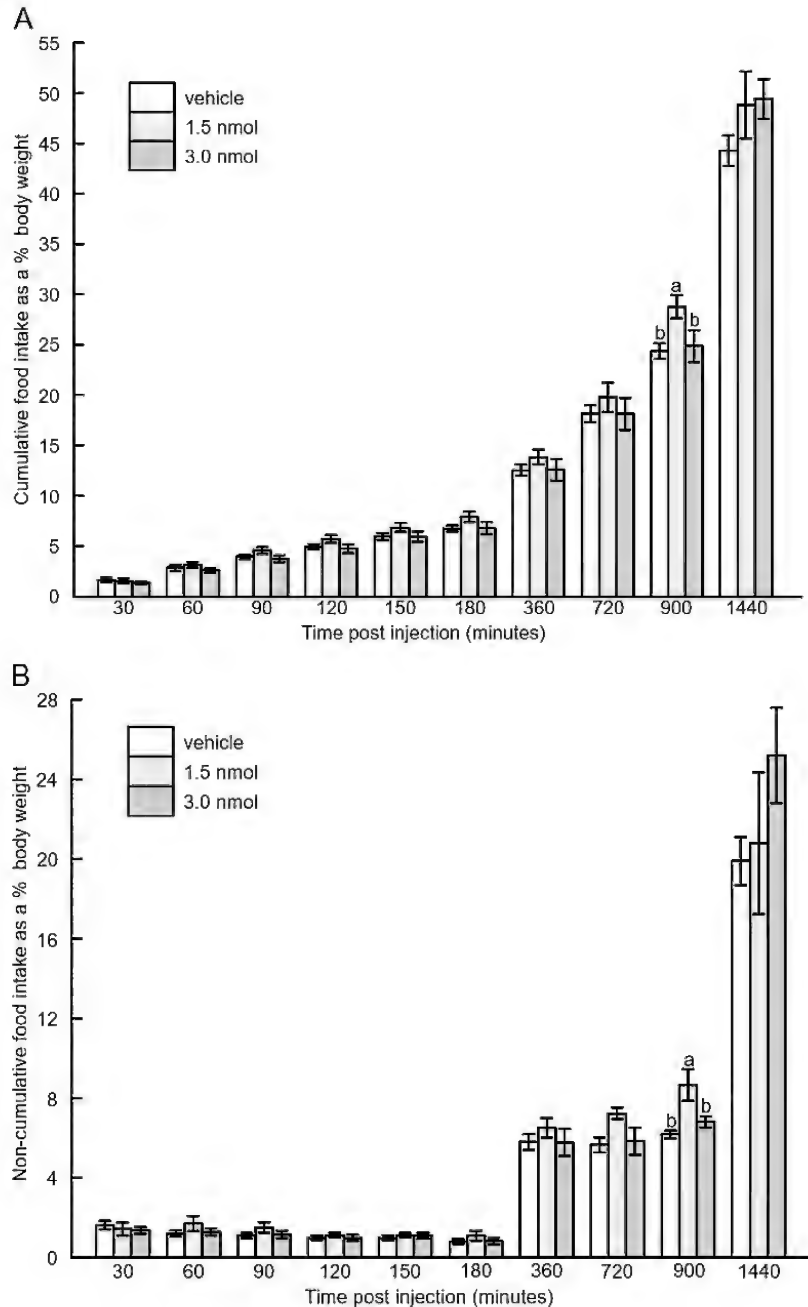 A
Cumulative food intake as a % body weight
55
50
45
40
35
30
25
20
15
10
5
0
vehicle
1.5 nmol
3.0 nmol
b
a
b
30 60 90 120 150 180 360 720 900 1440
Time post injection (minutes)
B
Non-cumulative food intake as a % body weight
28
24
20
16
12
8
4
0
vehicle
1.5 nmol
3.0 nmol
b
a
b
30 60 90 120 150 180 360 720 900 1440
Time post injection (minutes)